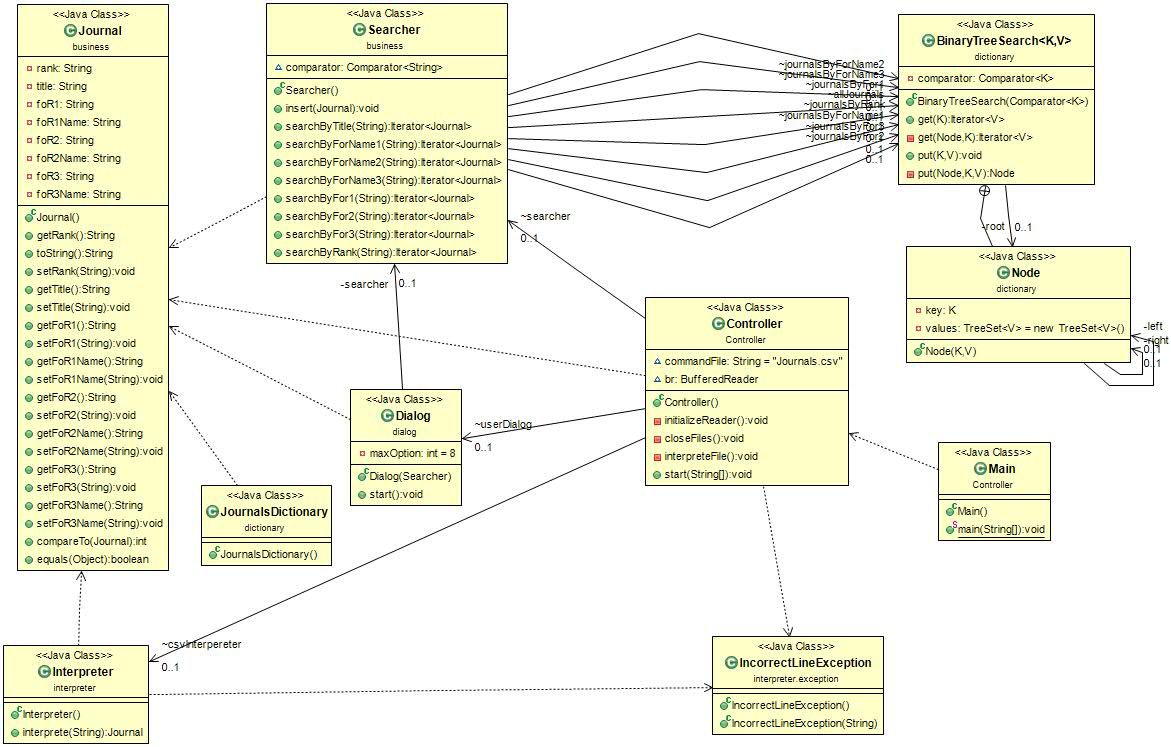 <<Java Class>>
Journal
business
rank: String
title: String
foR1: String
foR1Name: String
foR2: String
foR2Name: String
foR3: String
foR3Name: String
Journal()
getRank():String
toString():String
setRank(String):void
getTitle():String
setTitle(String):void
getFoR1():String
setFoR1(String):void
getFoR1Name():String
setFoR1Name(String):void
getFoR2():String
setFoR2(String):void
getFoR2Name():String
setFoR2Name(String):void
getFoR3():String
setFoR3(String):void
getFoR3Name():String
setFoR3Name(String):void
compareTo(Journal):int
equals(Object):boolean
<<Java Class>>
Searcher
business
comparator: Comparator<String>
Searcher()
insert(Journal):void
searchByTitle(String):Iterator<Journal>
searchByForName1(String):Iterator<Journal>
searchByForName2(String):Iterator<Journal>
searchByForName3(String):Iterator<Journal>
searchByFor1(String):Iterator<Journal>
searchByFor2(String):Iterator<Journal>
searchByFor3(String):Iterator<Journal>
searchByRank(String):Iterator<Journal>
~journalsByForName2
~journalsByForName3
~journalsByFor1
~allJournals
~journalsByRank
~journalsByForName1
~journalsByFor3
~journalsByFor2
0..1
0..1
<<Java Class>>
BinaryTreeSearch<K,V>
dictionary
comparator: Comparator<K>
BinaryTreeSearch(Comparator<K>)
get(K):Iterator<V>
get(Node,K):Iterator<V>
put(K,V):void
put(Node,K,V):Node
-root
0..1
<<Java Class>>
Node
dictionary
key: K
values: TreeSet<V> = new TreeSet<V>()
Node(K,V)
-left
-right
0..1
0..1
~searcher
0..1
-searcher
0..1
<<Java Class>>
Controller
Controller
commandFile: String = "Journals.csv"
br: BufferedReader
Controller()
initializeReader():void
closeFiles():void
interpreteFile():void
start(String[]):void
<<Java Class>>
Dialog
dialog
maxOption: int = 8
Dialog(Searcher)
start():void
~userDialog
0..1
<<Java Class>>
Main
Controller
Main()
main(String[]):void
<<Java Class>>
JournalsDictionary
dictionary
JournalsDictionary()
~csvInterpereter
0..1
<<Java Class>>
Interpreter
interpreter
Interpreter()
interprete(String):Journal
<<Java Class>>
IncorrectLineException
interpreter.exception
IncorrectLineException()
IncorrectLineException(String)